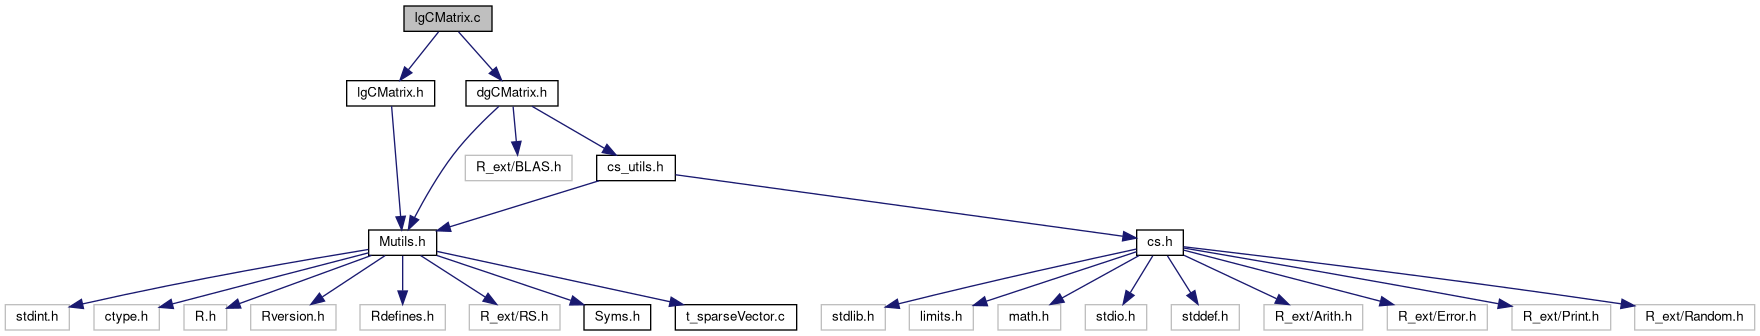 lgCMatrix.c
lgCMatrix.h
dgCMatrix.h
R_ext/BLAS.h
cs_utils.h
Mutils.h
cs.h
stdint.h
ctype.h
R.h
Rversion.h
Rdefines.h
R_ext/RS.h
Syms.h
t_sparseVector.c
stdlib.h
limits.h
math.h
stdio.h
stddef.h
R_ext/Arith.h
R_ext/Error.h
R_ext/Print.h
R_ext/Random.h